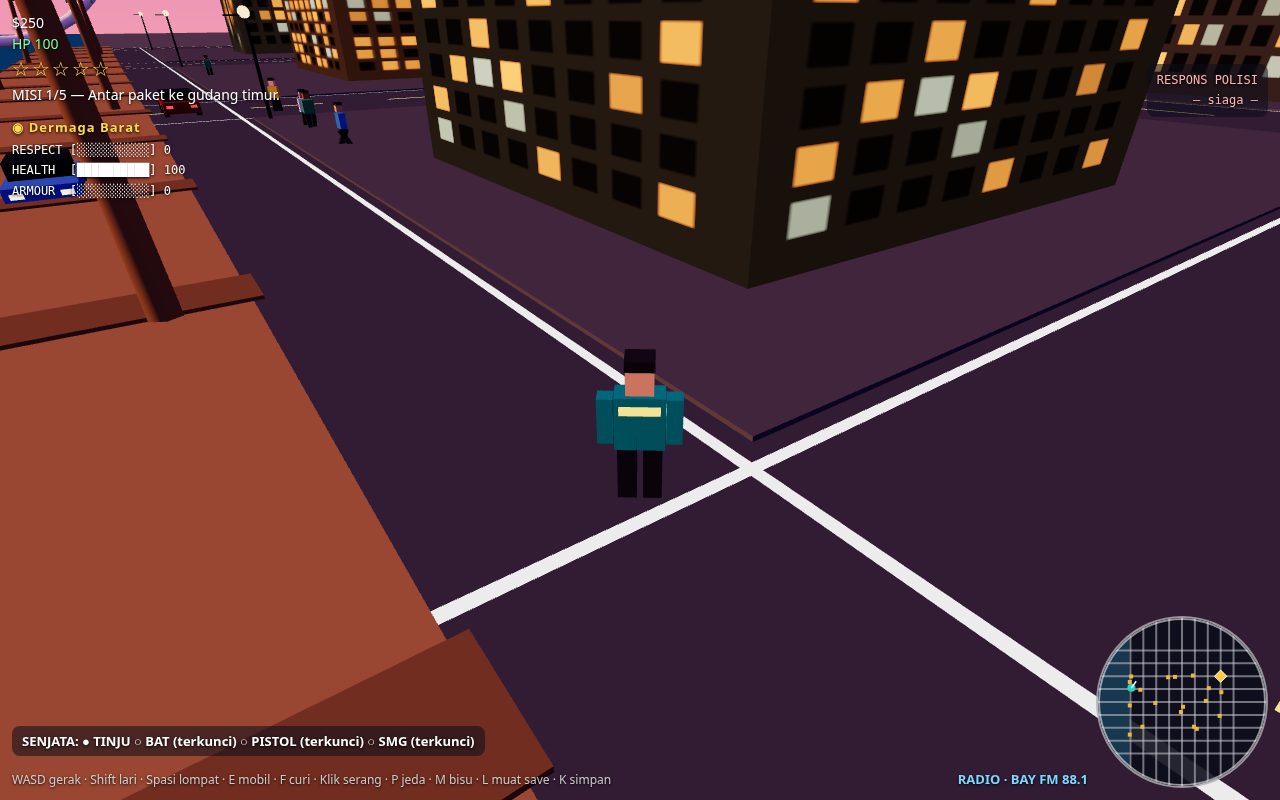 $250
HP 100
☆☆☆☆☆
MISI 1/5 — Antar paket ke gudang timur.
◉ Dermaga Barat
RESPECT [░░░░░░░░░░] 0
HEALTH [██████████] 100
ARMOUR [░░░░░░░░░░] 0
RESPONS POLISI
— siaga —
SENJATA: ● TINJU ○ BAT (terkunci) ○ PISTOL (terkunci) ○ SMG (terkunci)
WASD gerak · Shift lari · Spasi lompat · E mobil · F curi · Klik serang · P jeda · M bisu · L muat save · K simpan
RADIO · BAY FM 88.1